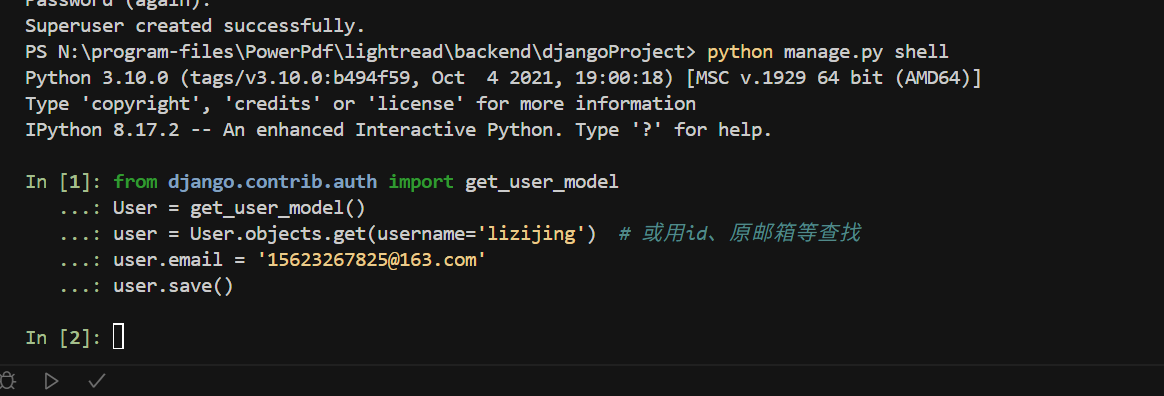 Password (again):
Superuser created successfully.
PS N:\program-files\PowerPdf\lightread\backend\djangoProject> python manage.py shell
Python 3.10.0 (tags/v3.10.0:b494f59, Oct  4 2021, 19:00:18) [MSC v.1929 64 bit (AMD64)]
Type 'copyright', 'credits' or 'license' for more information
IPython 8.17.2 -- An enhanced Interactive Python. Type '?' for help.
In [1]: from django.contrib.auth import get_user_model
   ...: User = get_user_model()
   ...: user = User.objects.get(username='lizijing')  # 或用id、原邮箱等查找
   ...: user.email = '15623267825@163.com'
   ...: user.save()
In [2]: